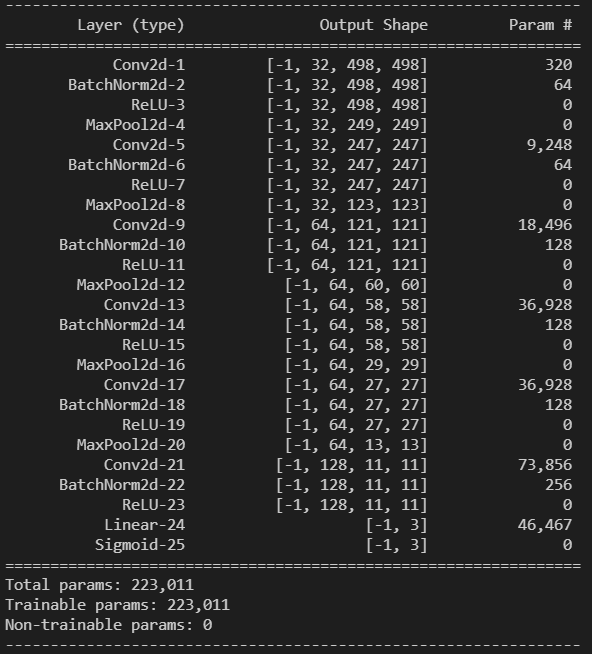 ----------------------------------------------------------------
Layer (type) Output Shape Param #
================================================================
Conv2d-1 [-1, 32, 498, 498] 320
BatchNorm2d-2 [-1, 32, 498, 498] 64
ReLU-3 [-1, 32, 498, 498] 0
MaxPool2d-4 [-1, 32, 249, 249] 0
Conv2d-5 [-1, 32, 247, 247] 9,248
BatchNorm2d-6 [-1, 32, 247, 247] 64
ReLU-7 [-1, 32, 247, 247] 0
MaxPool2d-8 [-1, 32, 123, 123] 0
Conv2d-9 [-1, 64, 121, 121] 18,496
BatchNorm2d-10 [-1, 64, 121, 121] 128
ReLU-11 [-1, 64, 121, 121] 0
MaxPool2d-12 [-1, 64, 60, 60] 0
Conv2d-13 [-1, 64, 58, 58] 36,928
BatchNorm2d-14 [-1, 64, 58, 58] 128
ReLU-15 [-1, 64, 58, 58] 0
MaxPool2d-16 [-1, 64, 29, 29] 0
Conv2d-17 [-1, 64, 27, 27] 36,928
BatchNorm2d-18 [-1, 64, 27, 27] 128
ReLU-19 [-1, 64, 27, 27] 0
MaxPool2d-20 [-1, 64, 13, 13] 0
Conv2d-21 [-1, 128, 11, 11] 73,856
BatchNorm2d-22 [-1, 128, 11, 11] 256
ReLU-23 [-1, 128, 11, 11] 0
Linear-24 [-1, 3] 46,467
Sigmoid-25 [-1, 3] 0
================================================================
Total params: 223,011
Trainable params: 223,011
Non-trainable params: 0
----------------------------------------------------------------